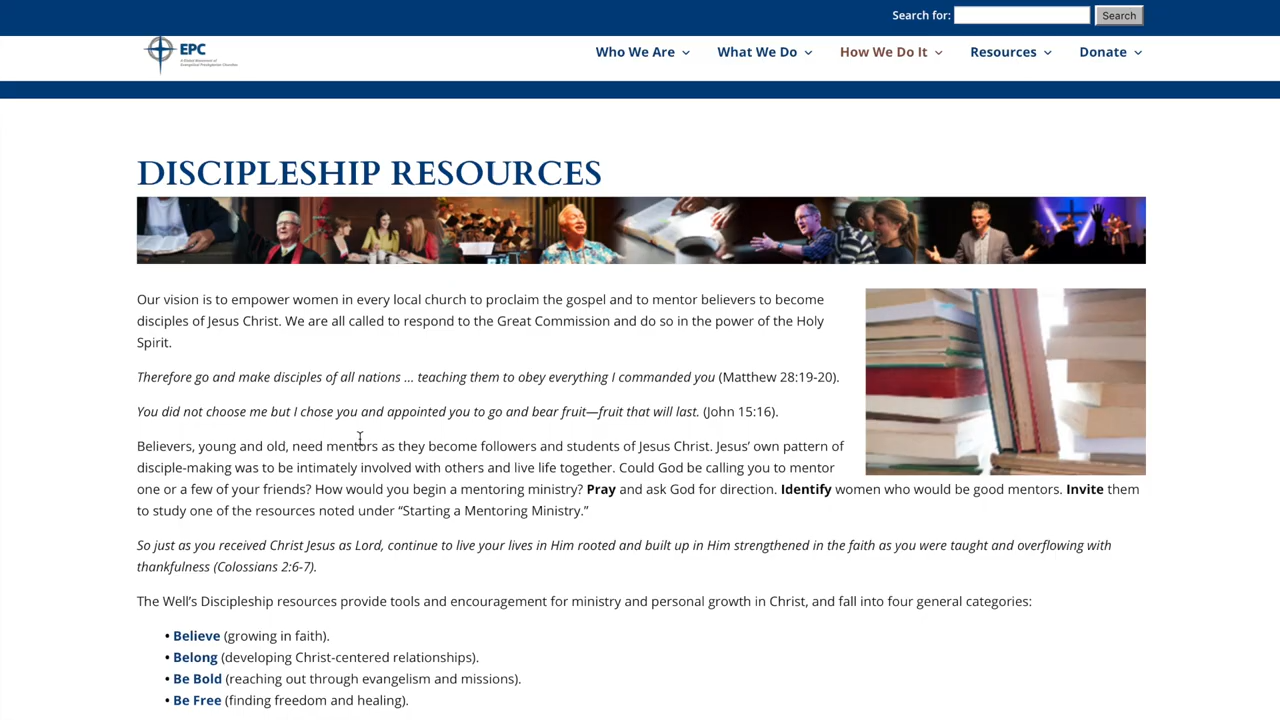 Search for:
Search
EPC
Who We Are
What We Do
How We Do It
Resources
Donate
DISCIPLESHIP RESOURCES
Our vision is to empower women in every local church to proclaim the gospel and to mentor believers to become
disciples of Jesus Christ. We are all called to respond to the Great Commission and do so in the power of the Holy
Spirit.
Therefore go and make disciples of all nations … teaching them to obey everything I commanded you (Matthew 28:19-20).
You did not choose me but I chose you and appointed you to go and bear fruit—fruit that will last. (John 15:16).
Believers, young and old, need mentors as they become followers and students of Jesus Christ. Jesus’ own pattern of
disciple-making was to be intimately involved with others and live life together. Could God be calling you to mentor
one or a few of your friends? How would you begin a mentoring ministry? Pray and ask God for direction. Identify women who would be good mentors. Invite them
to study one of the resources noted under “Starting a Mentoring Ministry.”
So just as you received Christ Jesus as Lord, continue to live your lives in Him rooted and built up in Him strengthened in the faith as you were taught and overflowing with
thankfulness (Colossians 2:6-7).
The Well’s Discipleship resources provide tools and encouragement for ministry and personal growth in Christ, and fall into four general categories:
• Believe (growing in faith).
• Belong (developing Christ-centered relationships).
• Be Bold (reaching out through evangelism and missions).
• Be Free (finding freedom and healing).